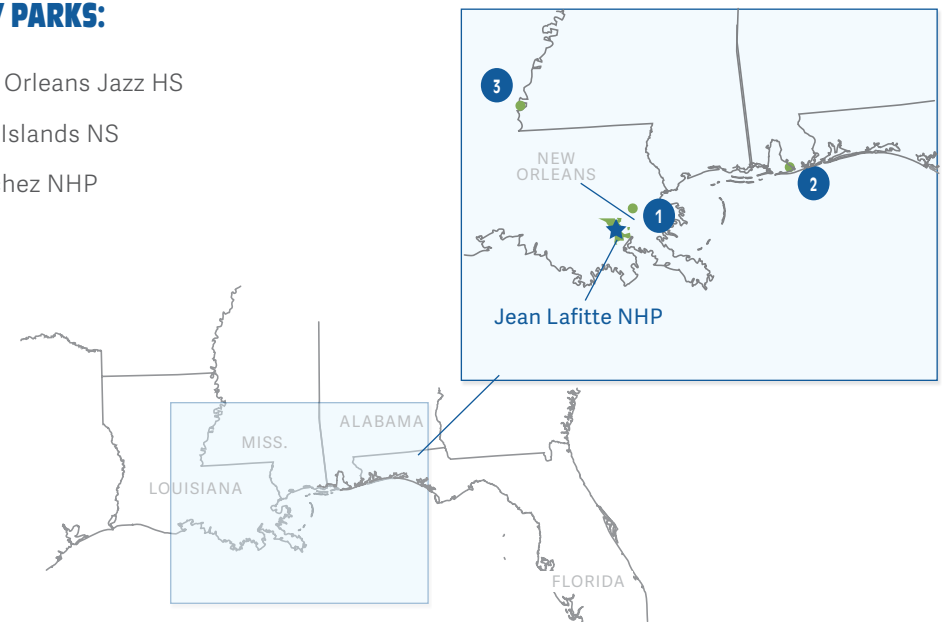 PARKS:
Orleans Jazz HS
Islands NS
hez NHP
3
NEW
ORLEANS
2
1
Jean Lafitte NHP
ALABAMA
MISS.
LOUISIANA
FLORIDA